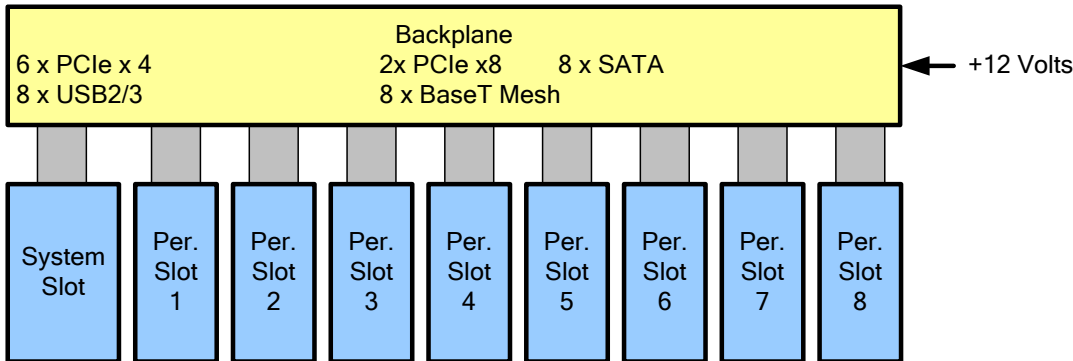 Backplane
6 x PCIe x 4 2x PCIe x8 8 x SATA
8 x USB2/3 8 x BaseT Mesh
+12 Volts
System
Slot
Per.
Slot
1
Per.
Slot
2
Per.
Slot
3
Per.
Slot
4
Per.
Slot
5
Per.
Slot
6
Per.
Slot
7
Per.
Slot
8